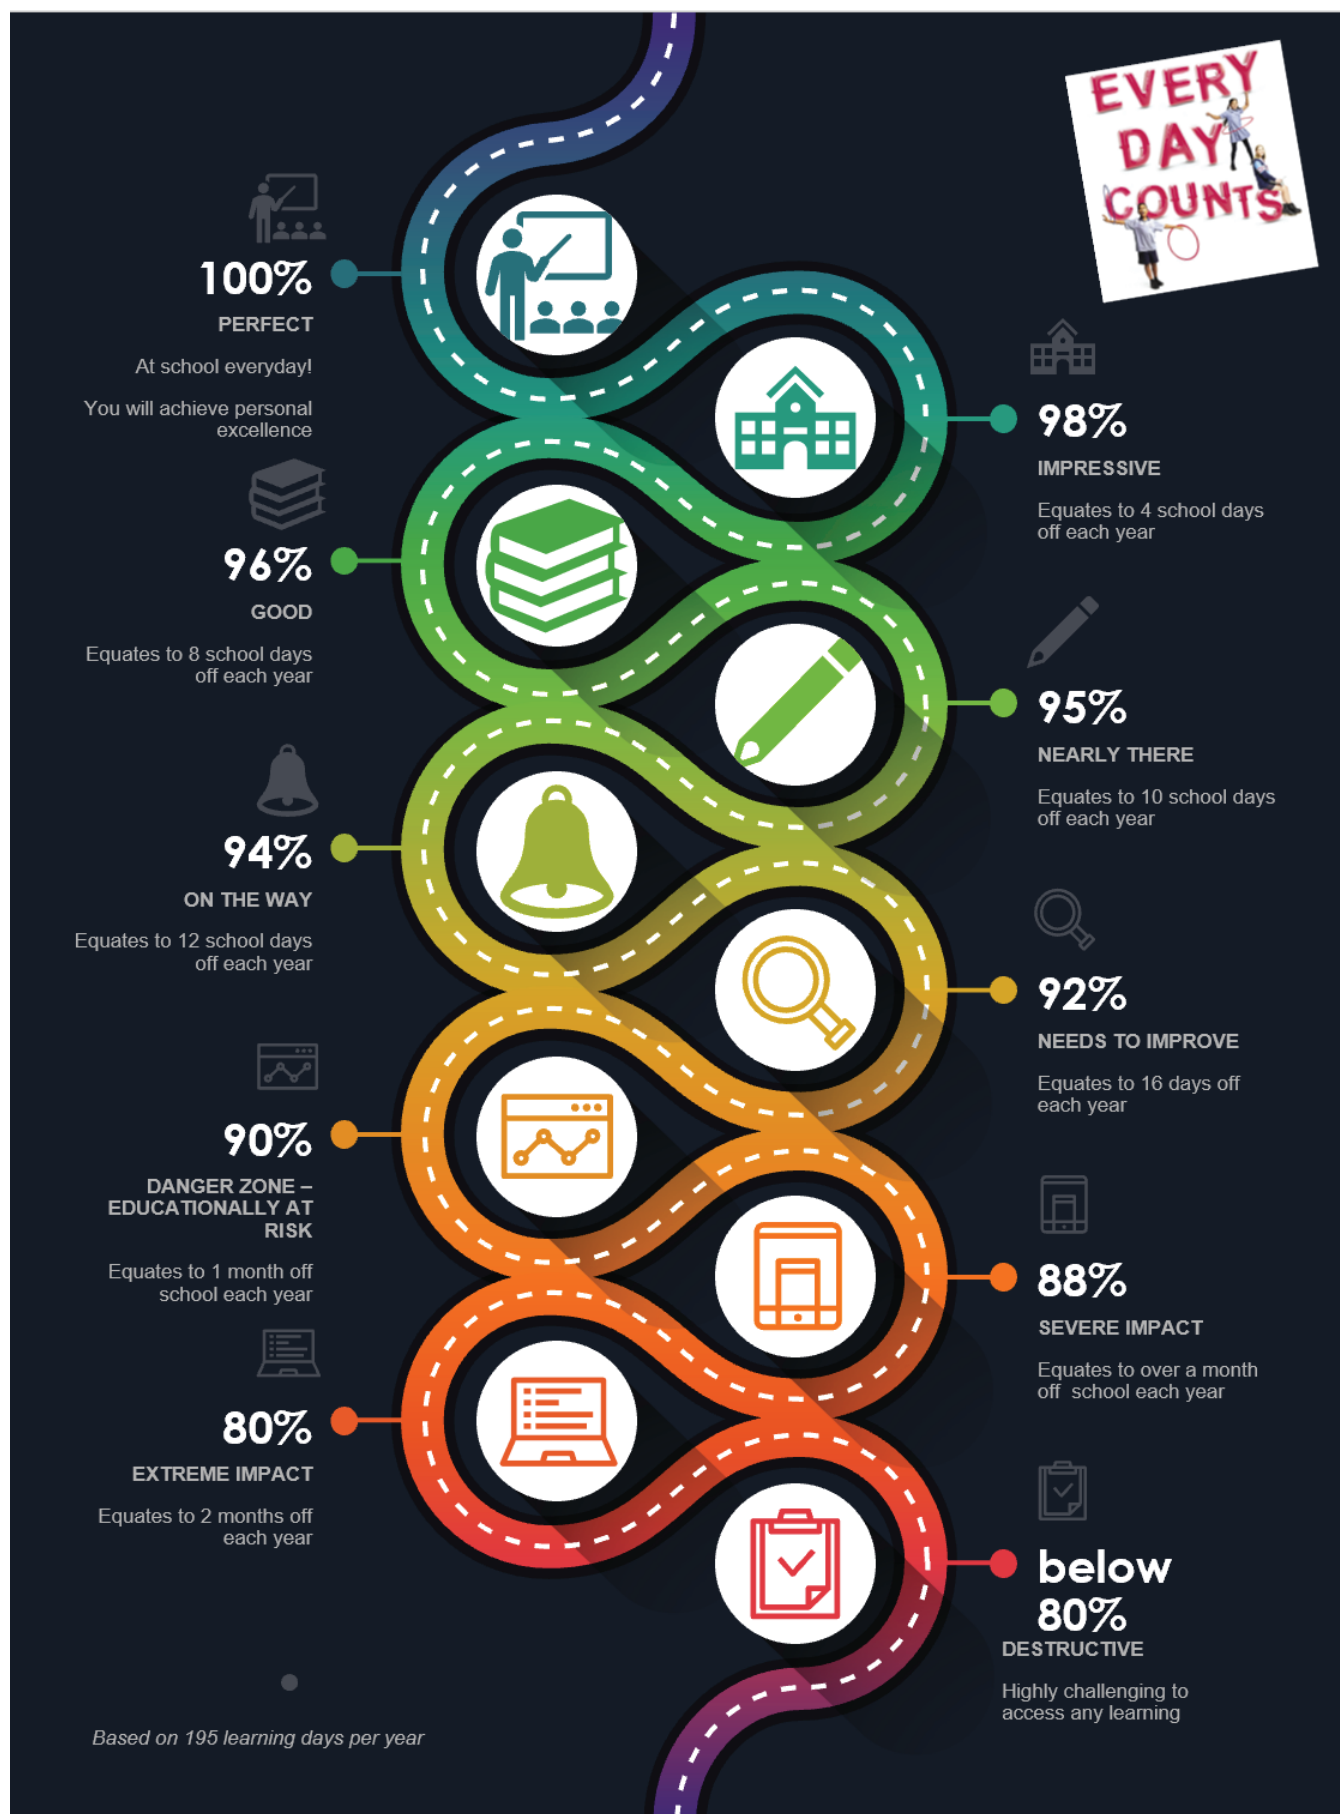 EVERY
DAY
COUNTS
100%
PERFECT
At school everyday!
You will achieve personal
excellence
98%
IMPRESSIVE
Equates to 4 school days
off each year
96%
GOOD
Equates to 8 school days
off each year
95%
NEARLY THERE
Equates to 10 school days
off each year
94%
ON THE WAY
Equates to 12 school days
off each year
92%
NEEDS TO IMPROVE
Equates to 16 days off
each year
90%
DANGER ZONE –
EDUCATIONALLY AT
RISK
Equates to 1 month off
school each year
88%
SEVERE IMPACT
Equates to over a month
off  school each year
80%
EXTREME IMPACT
Equates to 2 months off
each year
below
80%
DESTRUCTIVE
Highly challenging to
access any learning
Based on 195 learning days per year